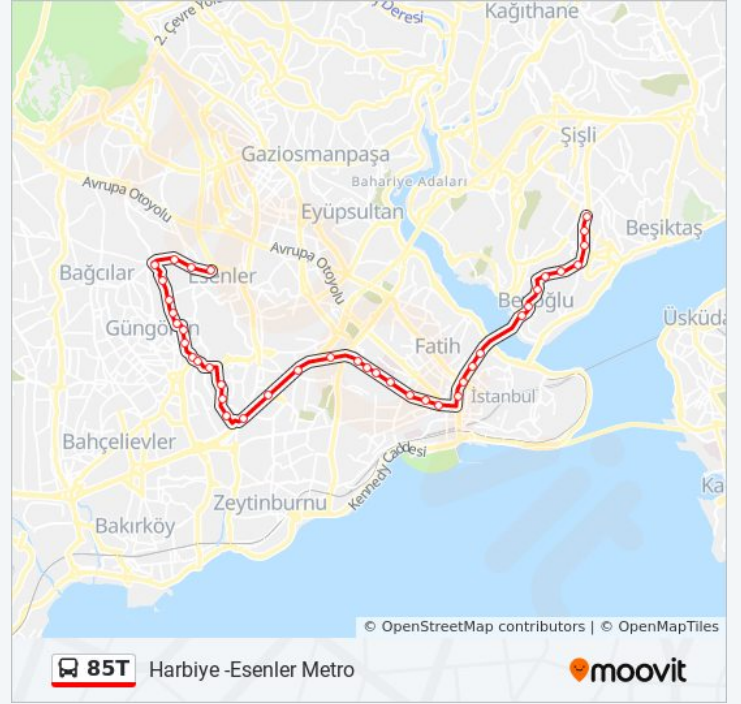 Kağıthane
Deresi
2. Çevre Yolu
Şişli
Gaziosmanpaşa
Bahariye Adaları
Avrupa Otoyolu
Eyüpsultan
Beşiktaş
Avrupa Otoyolu
Bağcılar
Esenler
Beyoğlu
Güngören
Üsküda
Fatih
İstanbul
Bahçelievler
Kennedy Caddesi
Ka
Zeytinburnu
Bakırköy
© OpenStreetMap contributors | © OpenMapTiles
85T Harbiye -Esenler Metro
moovit